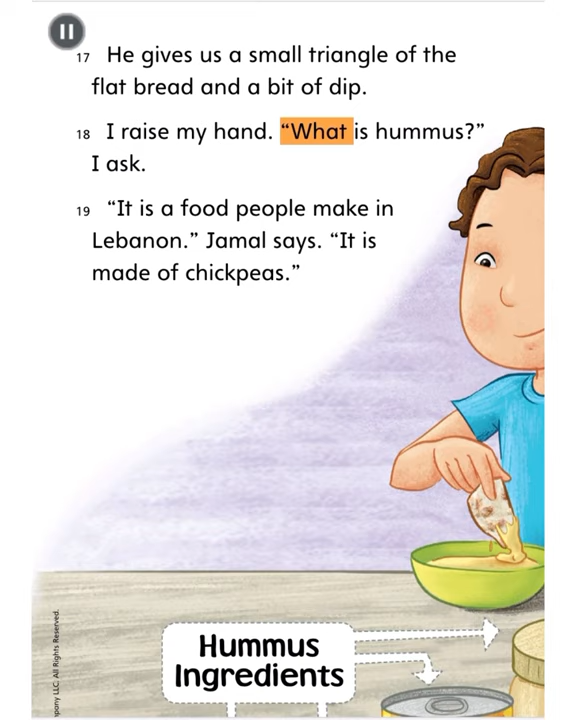 17 He gives us a small triangle of the
flat bread and a bit of dip.
18 I raise my hand. “What is hummus?”
I ask.
19 “It is a food people make in
Lebanon.” Jamal says. “It is
made of chickpeas.”
Hummus
Ingredients
LLC. All Rights Reserved.